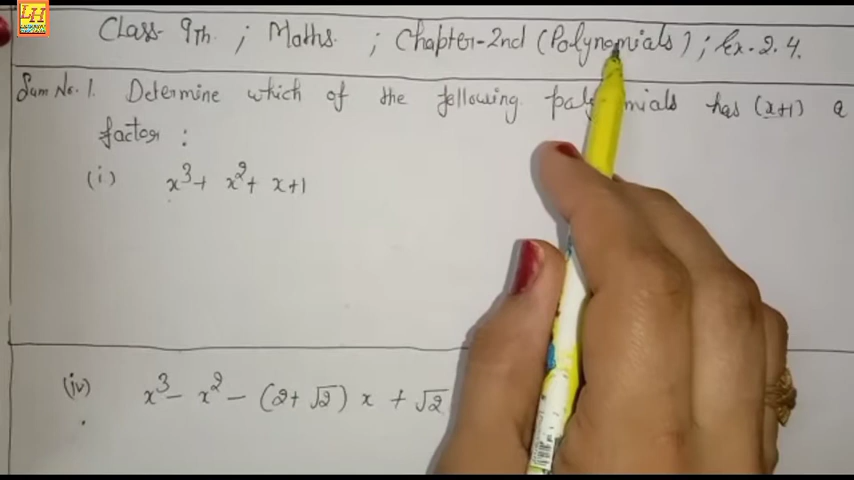 LH
Class 9Th ; Maths ; Chapter-2nd (Polynomials) ; Ex. 2.4.
Sum No. 1. Determine which of the following has (x+1) a
factor :
(i) x³ + x² + x + 1
(iv) x³ - x² - (2 + √2) x + √2